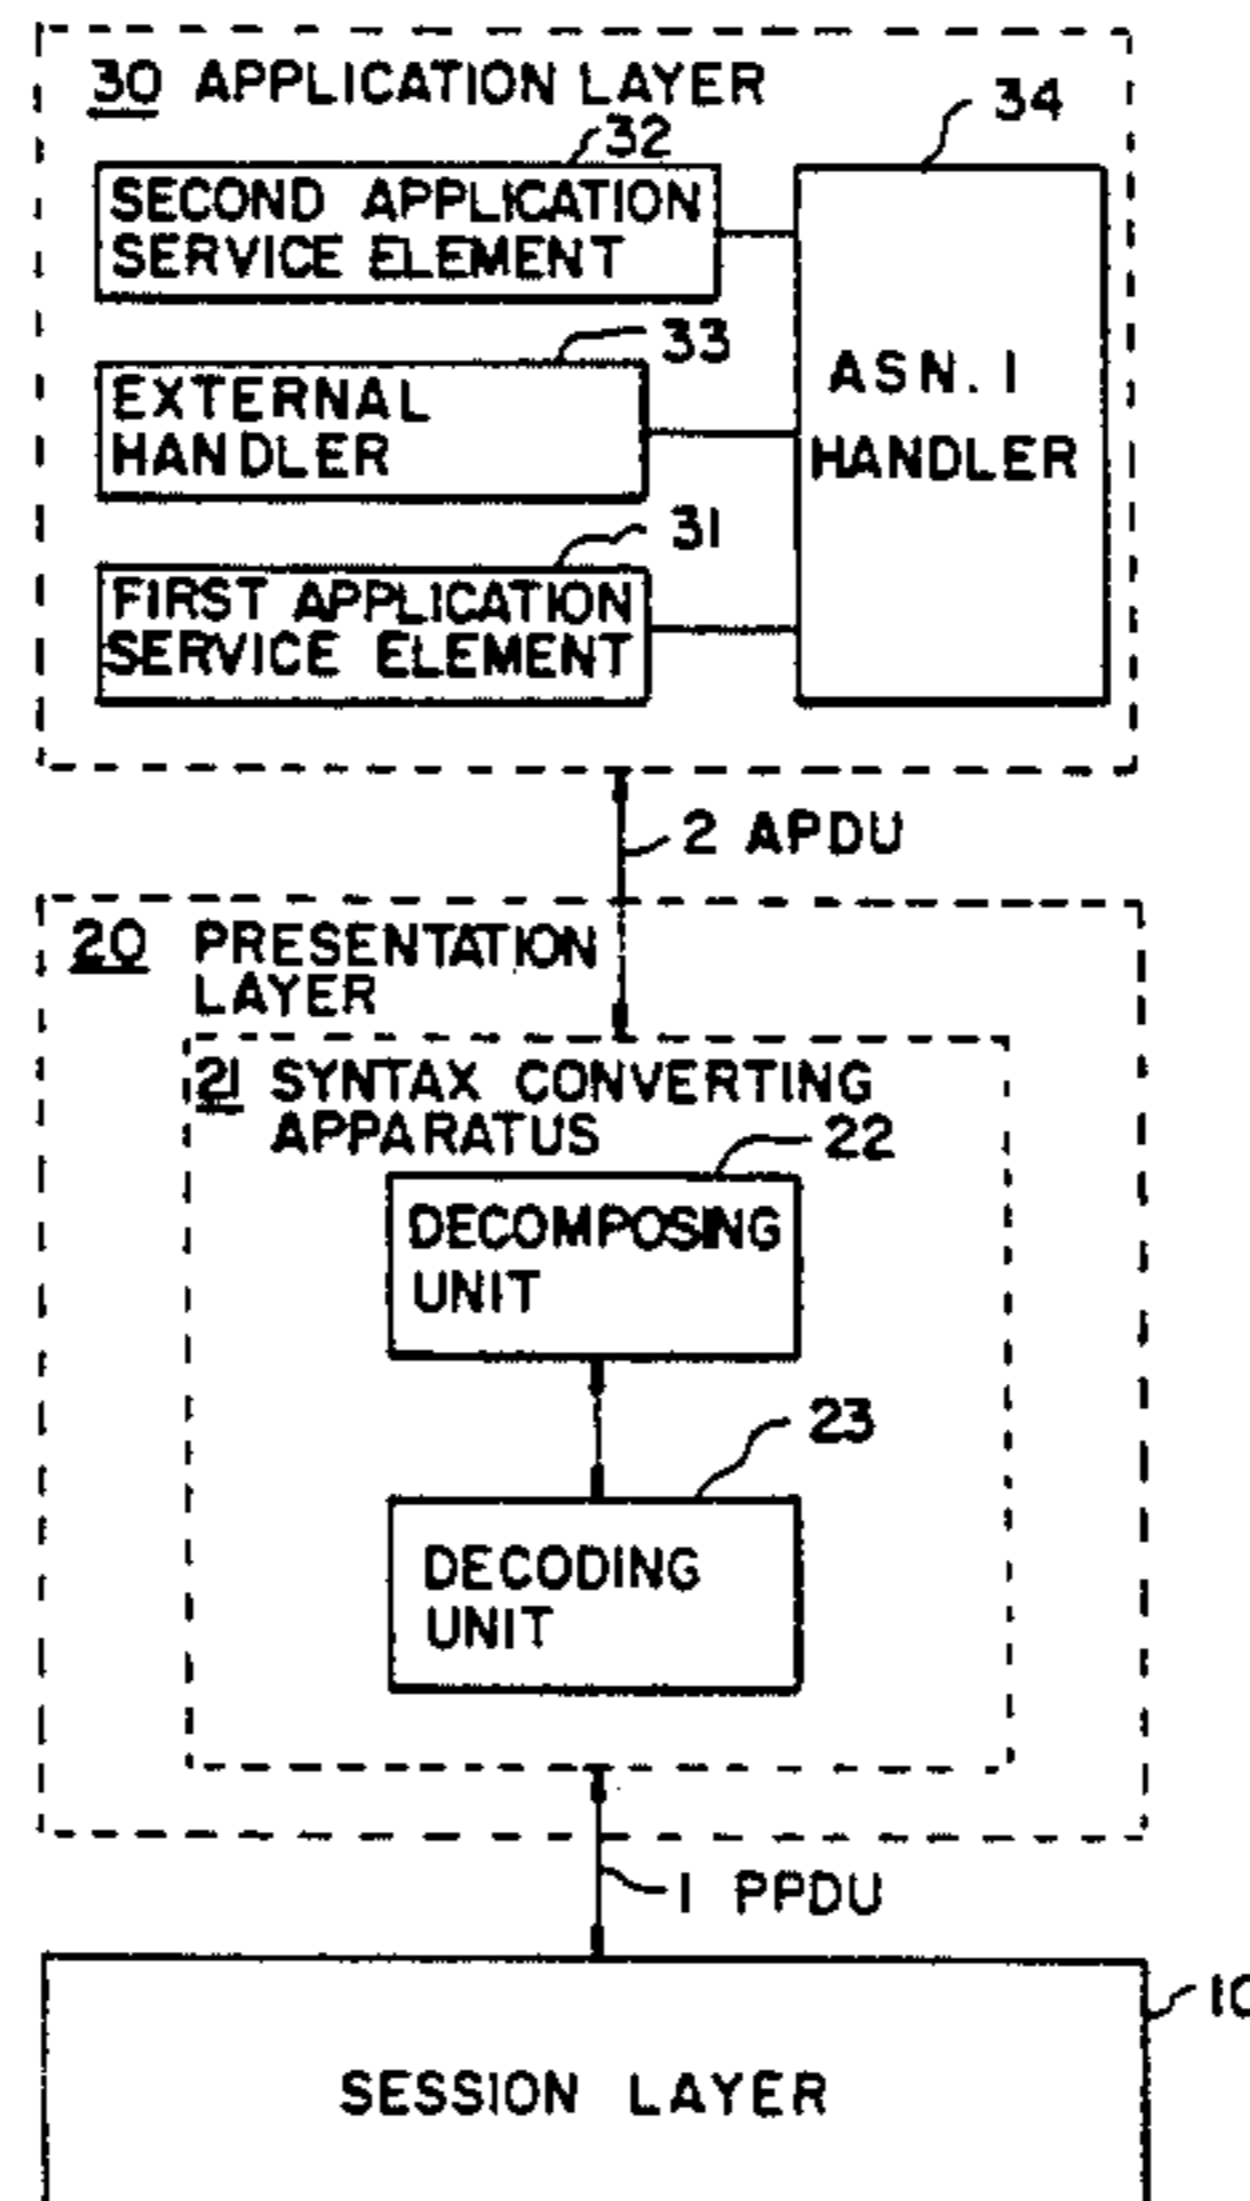 30 APPLICATION LAYER
34
32
SECOND APPLICATION
SERVICE ELEMENT
33
EXTERNAL
HANDLER
ASN. 1
HANDLER
31
FIRST APPLICATION
SERVICE ELEMENT
2 APDU
20 PRESENTATION
LAYER
21 SYNTAX CONVERTING
APPARATUS
22
DECOMPOSING
UNIT
23
DECODING
UNIT
1 PPDU
10
SESSION LAYER